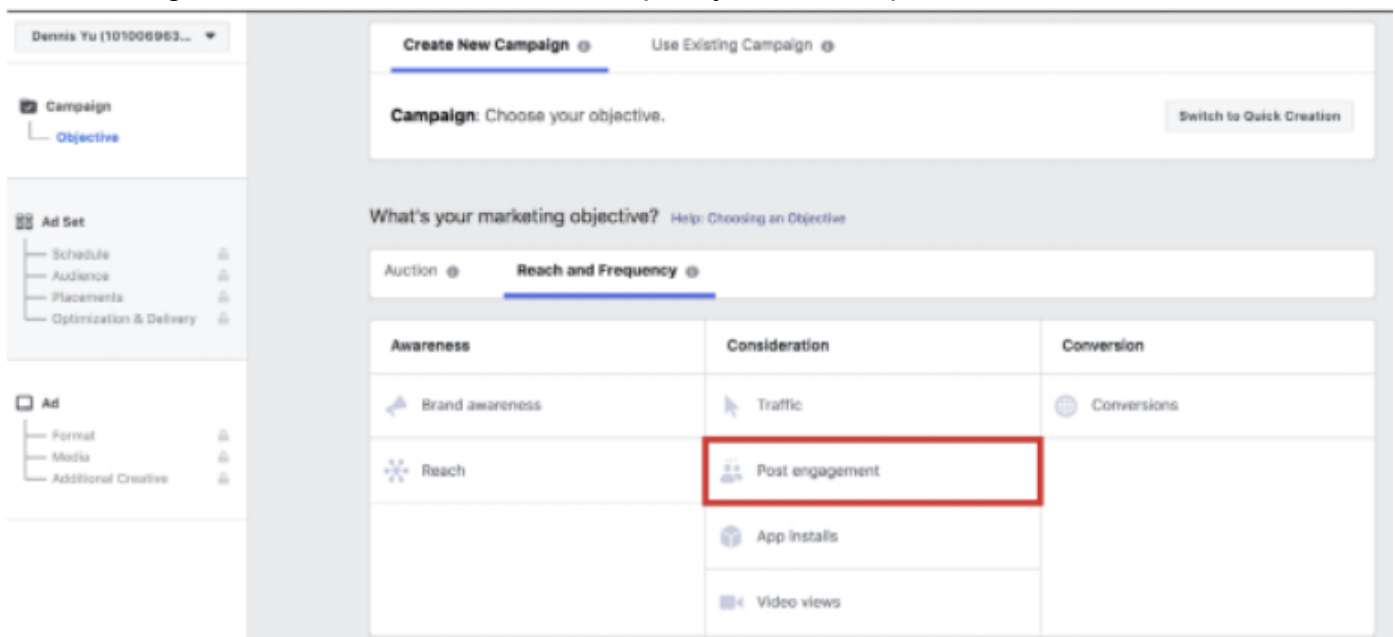 Dennis Yu (101006963...
Create New Campaign
Use Existing Campaign
Campaign
Objective
Campaign: Choose your objective.
Switch to Quick Creation
Ad Set
Schedule
Audience
Placements
Optimization & Delivery
What's your marketing objective? Help: Choosing an Objective
Auction
Reach and Frequency
Awareness
Consideration
Conversion
Ad
Format
Media
Additional Creative
Brand awareness
Traffic
Conversions
Reach
Post engagement
App installs
Video views